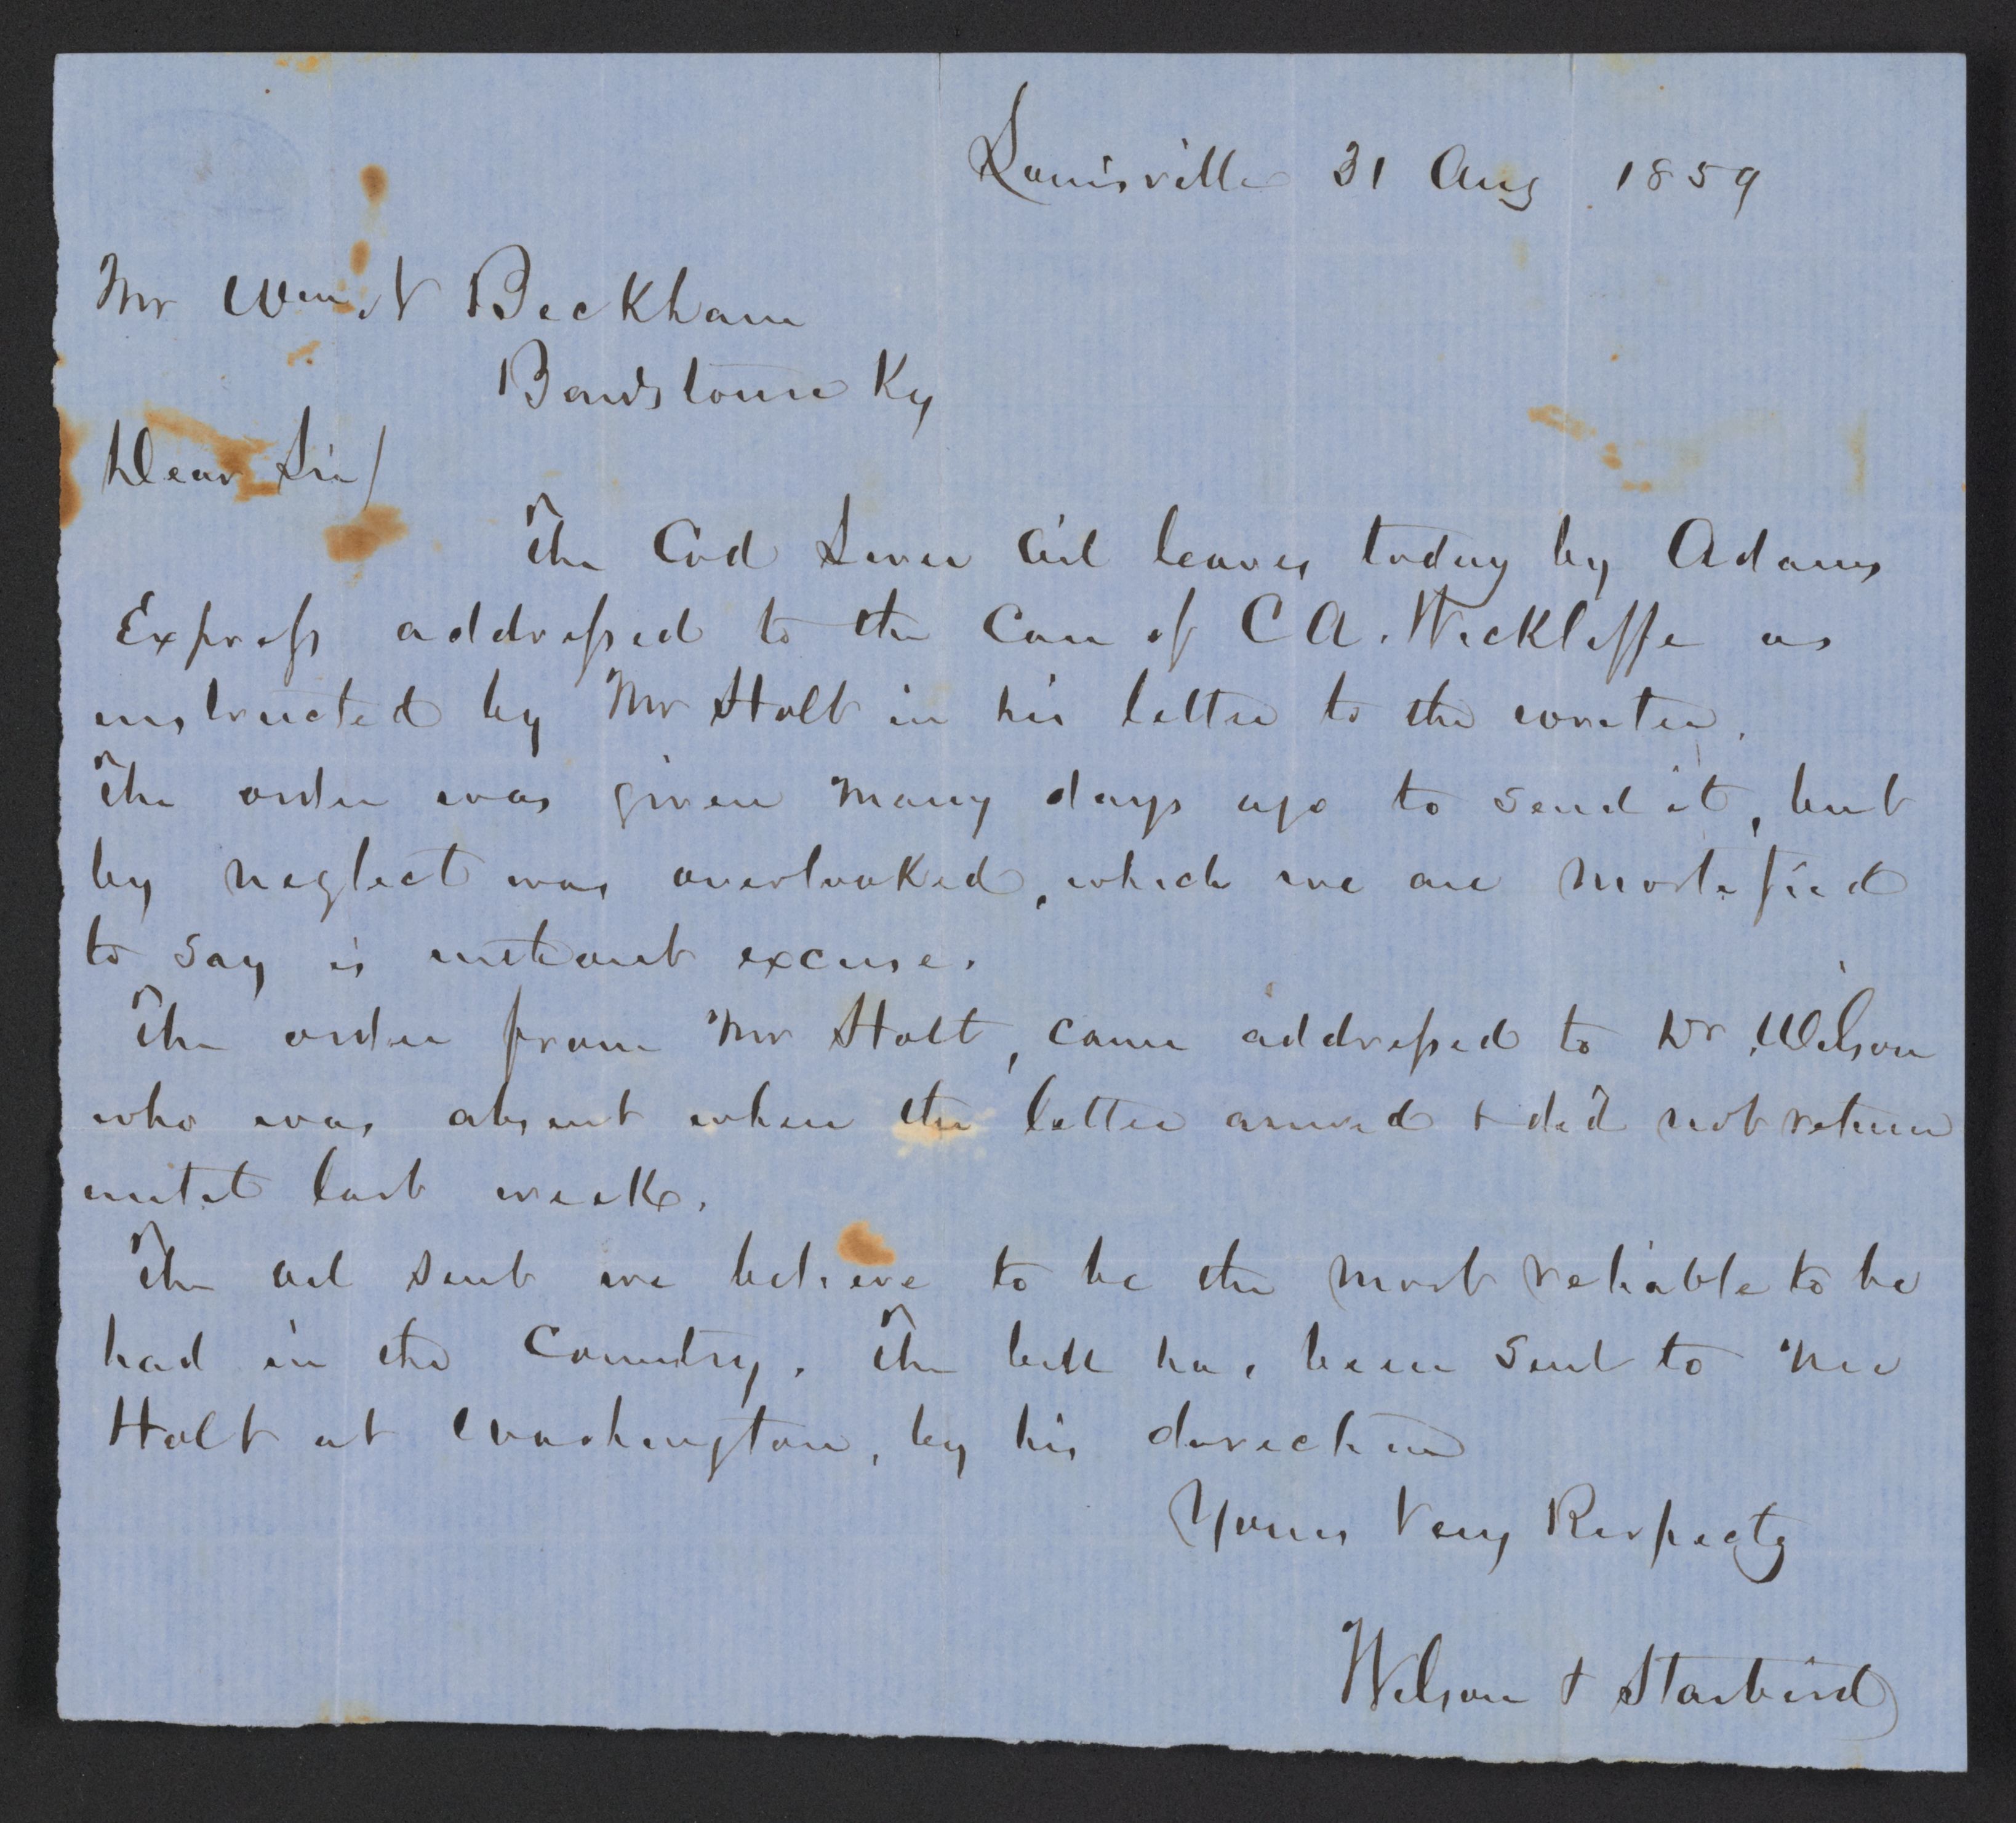 Louisville 31 Aug 1859
Mr Wm N Beckham
Bardstown Ky
Dear Sir/
The Cod Liver Oil leaves today by Adams
Express addressed to the Care of C A. Wickliffe as
instructed by Mr Holt in his letter to the writer.
The order was given many days ago to send it, but
by neglect was overlooked, which we are mortified
to say is without excuse.
The order from Mr Holt, came addressed to Dr. Wilson
who was absent when the letter arrived & did not return
until last week.
The oil sent we believe to be the most reliable to be
had in the Country. The bill has been sent to Mr
Holt at Washington, by his direction
Yours Very Respecty
Wilson & Starbird